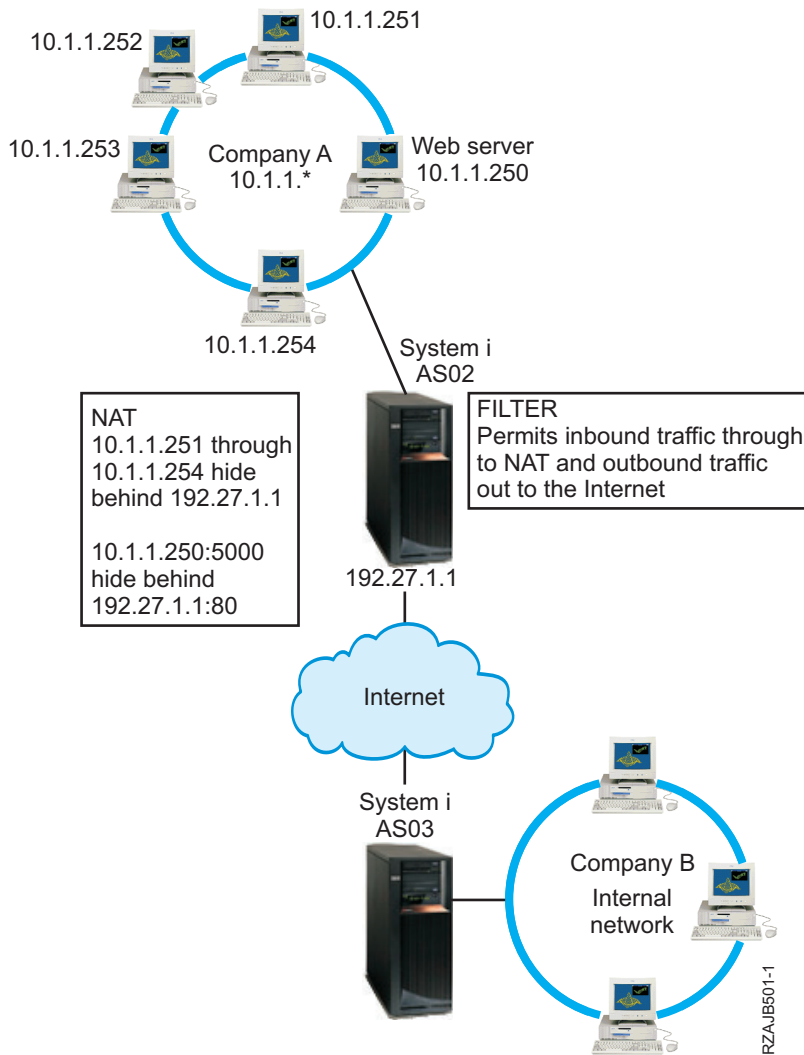 10.1.1.251
10.1.1.252
10.1.1.253
Company A
10.1.1.*
Web server
10.1.1.250
10.1.1.254
System i
AS02
NAT
10.1.1.251 through
10.1.1.254 hide
behind 192.27.1.1
10.1.1.250:5000
hide behind
192.27.1.1:80
FILTER
Permits inbound traffic through
to NAT and outbound traffic
out to the Internet
192.27.1.1
Internet
System i
AS03
Company B
Internal
network
RZAJB501-1